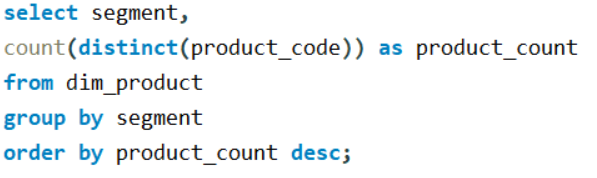 select segment,
count(distinct(product_code)) as product_count
from dim_product
group by segment
order by product_count desc;